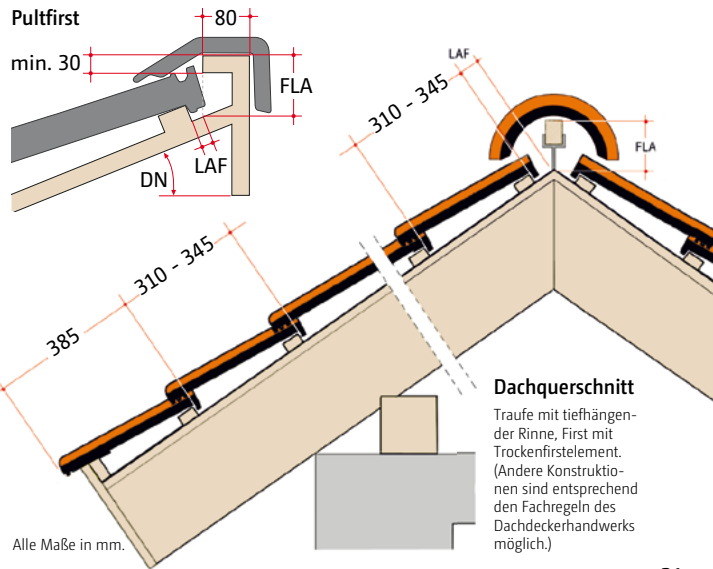 Pultfirst
80
min. 30
FLA
LAF
DN
LAF
310 - 345
FLA
310 - 345
385
Dachquerschnitt
Traufe mit tiefhängen-
der Rinne, First mit
Trockenfirstelement.
(Andere Konstruktio-
nen sind entsprechend
den Fachregeln des
Dachdeckerhandwerks
möglich.)
Alle Maße in mm.